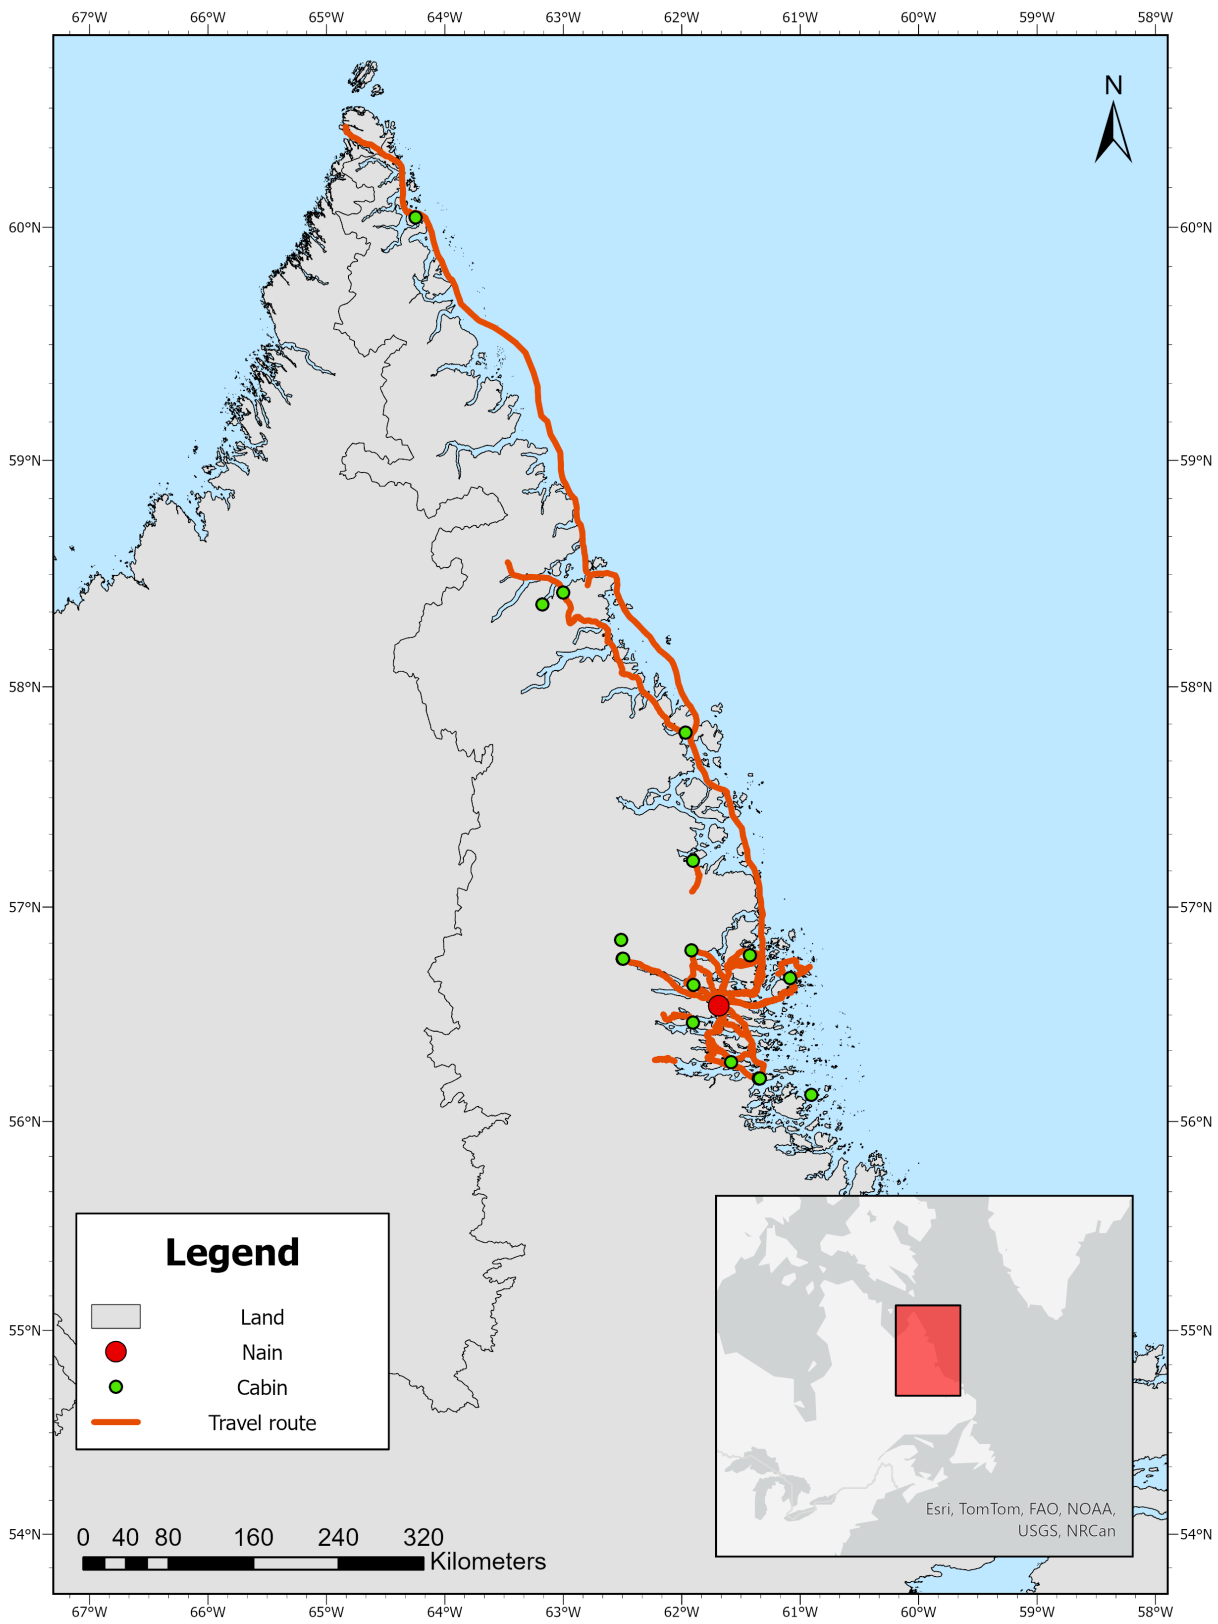 67°W 66°W 65°W 64°W 63°W 62°W 61°W 60°W 59°W 58°W
N
60°N 60°N
59°N 59°N
58°N 58°N
57°N 57°N
56°N 56°N
55°N 55°N
54°N 54°N
Legend
Land
Nain
Cabin
Travel route
0 40 80 160 240 320
Kilometers
Esri, TomTom, FAO, NOAA,
USGS, NRCan
67°W 66°W 65°W 64°W 63°W 62°W 61°W 60°W 59°W 58°W